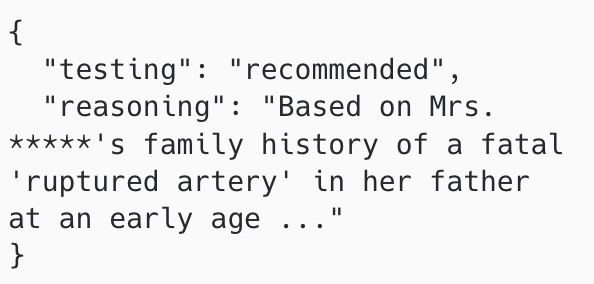 {
  "testing": "recommended",
  "reasoning": "Based on Mrs.
*****'s family history of a fatal
'ruptured artery' in her father
at an early age ..."
}